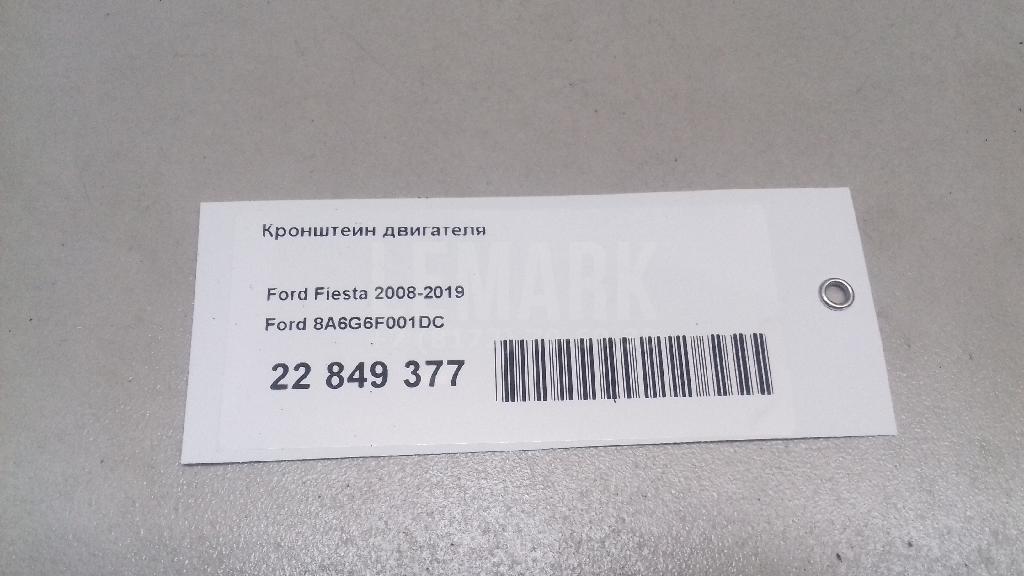 Кронштейн двигателя
LEMARK
Ford Fiesta 2008-2019
Ford 8A6G6F001DC
22 849 377